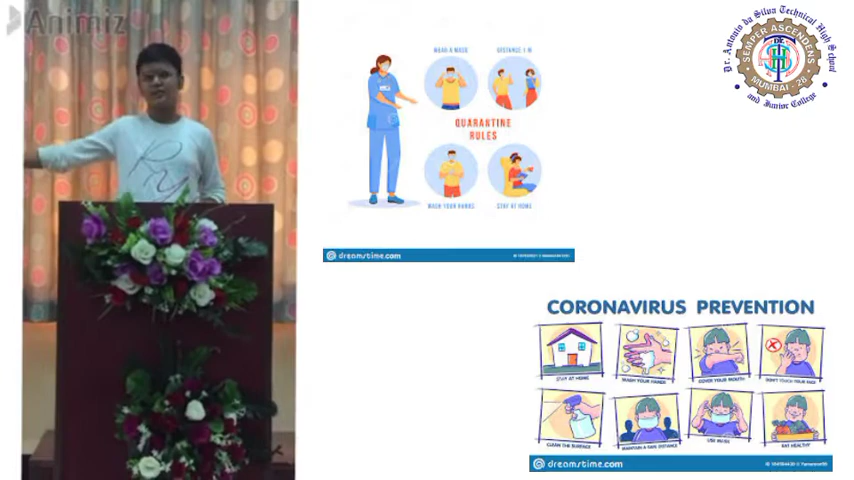 Animiz
WEAR A MASK
DISTANCE 1 M
QUARANTINE
RULES
WASH YOUR HANDS
STAY AT HOME
dreamstime.com
Dr. Antonio da Silva Technical High School
SEMPER ASCENDENS
MUMBAI - 28
and Junior College
CORONAVIRUS PREVENTION
STAY AT HOME
WASH YOUR HANDS
COVER YOUR MOUTH
DON'T TOUCH YOUR FACE
CLEAN THE SURFACE
MAINTAIN A SAFE DISTANCE
USE MASK
EAT HEALTHY
dreamstime.com